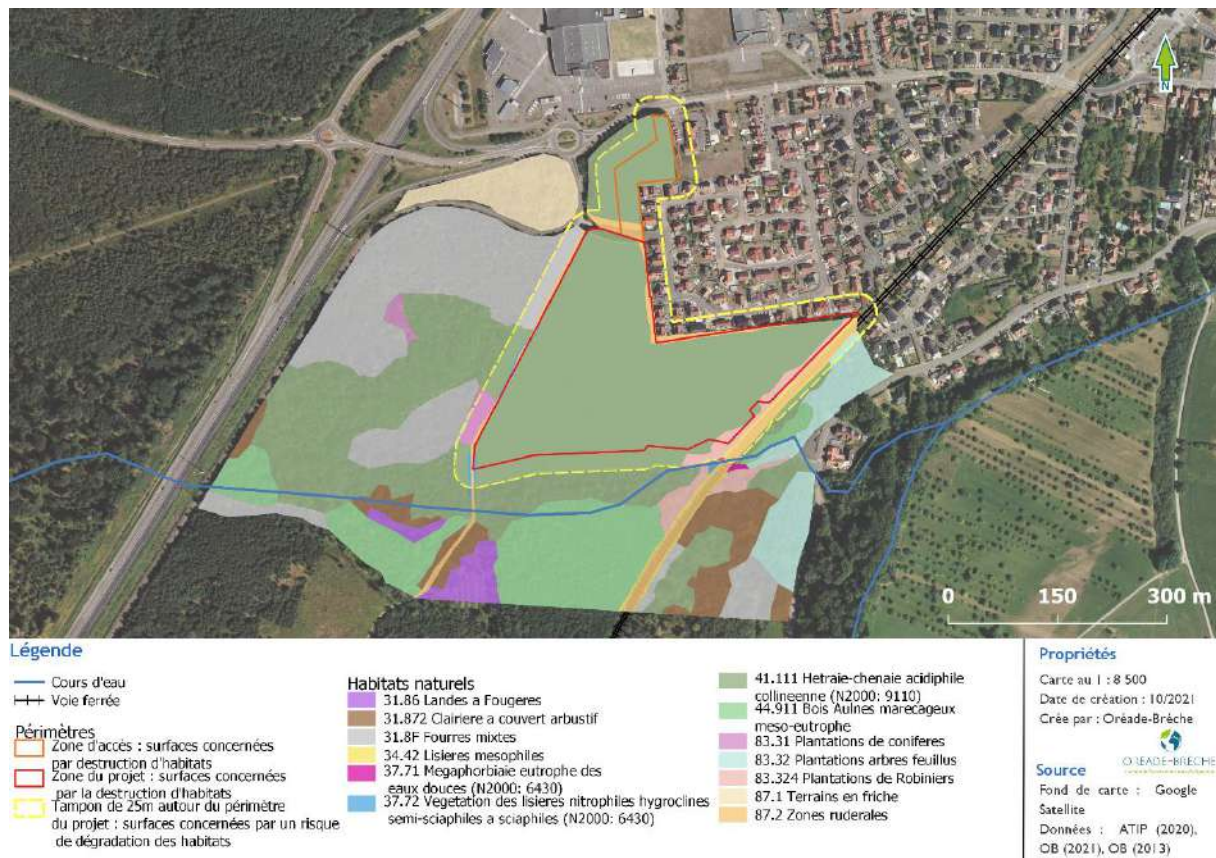 N
0 150 300 m
Légende
Cours d'eau
Voie ferrée
Périmètres
Zone d'accès : surfaces concernées
par destruction d'habitats
Zone du projet : surfaces concernées
par la destruction d'habitats
Tampon de 25m autour du périmètre
du projet : surfaces concernées par un risque
de dégradation des habitats
Habitats naturels
31.86 Landes a Fougeres
31.872 Clairiere a couvert arbustif
31.8F Fourres mixtes
34.42 Lisieres mesophiles
37.71 Megaphorbiaie eutrophe des
eaux douces (N2000: 6430)
37.72 Vegetation des lisieres nitrophiles hygroclines
semi-sciaphiles a sciaphiles (N2000: 6430)
41.111 Hetraie-chenaie acidiphile
collineenne (N2000: 9110)
44.911 Bois Aulnes marecageux
meso-eutrophe
83.31 Plantations de coniferes
83.32 Plantations arbres feuillus
83.324 Plantations de Robiniers
87.1 Terrains en friche
87.2 Zones ruderales
Propriétés
Carte au 1 : 8 500
Date de création : 10/2021
Crée par : Oréade-Brèche
OREADE-BRECHE
Source
Fond de carte : Google
Satellite
Données : ATIP (2020),
OB (2021), OB (2013)